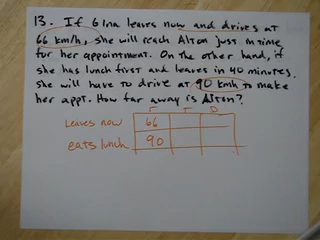 13. If Gina leaves now and drives at
66 km/h, she will reach Alton just in time
for her appointment. On the other hand, if
she has lunch first and leaves in 40 minutes,
she will have to drive at 90 kmh to make
her appt. How far away is Alton?
r T D
Leaves now 66
eats lunch 90